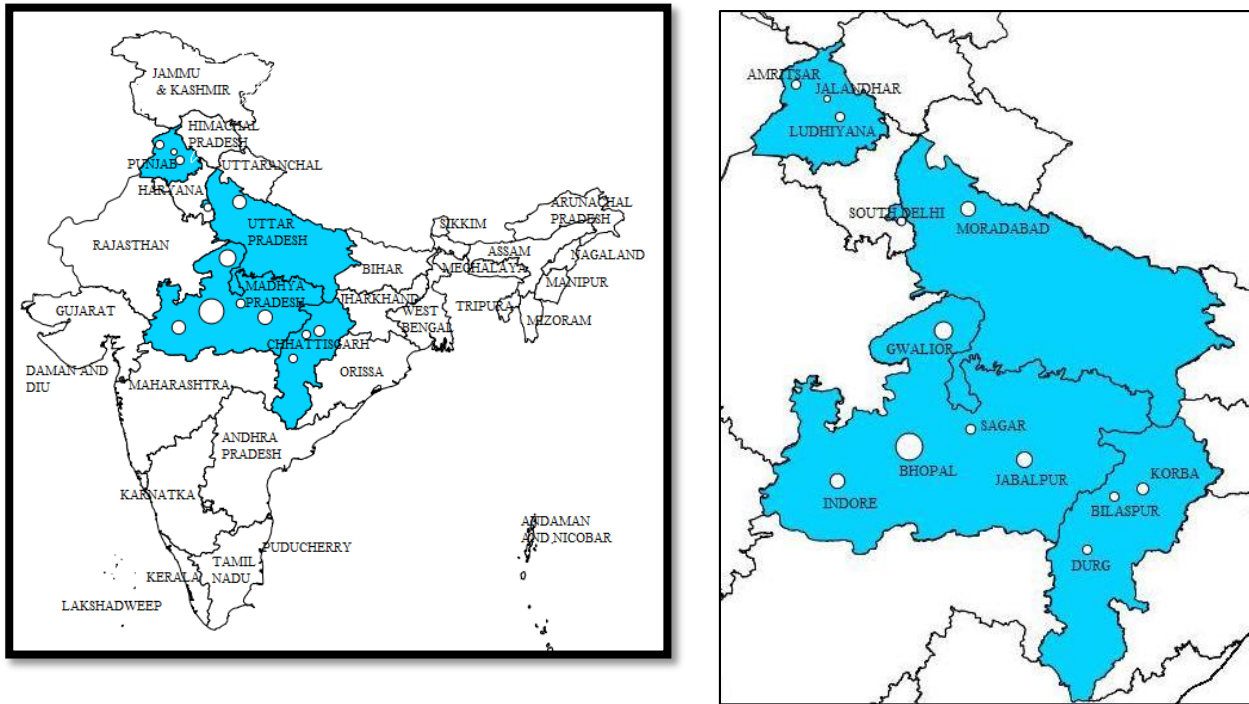 JAMMU
& KASHMIR
HIMACHAL
PRADESH
PUNJAB
UTTARANCHAL
HARYANA
ARUNACHAL
PRADESH
SIKKIM
UTTAR
PRADESH
RAJASTHAN
ASSAM
NAGALAND
BIHAR
MEGHALAYA
MANIPUR
MADHYA
PRADESH
JHARKHAND
GUJARAT
WEST
BENGAL
TRIPURA
MIZORAM
CHHATTISGARH
DAMAN AND
DIU
MAHARASHTRA
ORISSA
ANDHRA
PRADESH
KARNATKA
ANDAMAN
AND NICOBAR
PUDUCHERRY
TAMIL
NADU
KERALA
LAKSHADWEEP
AMRITSAR
JALANDHAR
LUDHIYANA
SOUTH DELHI
MORADABAD
GWALIOR
SAGAR
BHOPAL
JABALPUR
KORBA
INDORE
BILASPUR
DURG